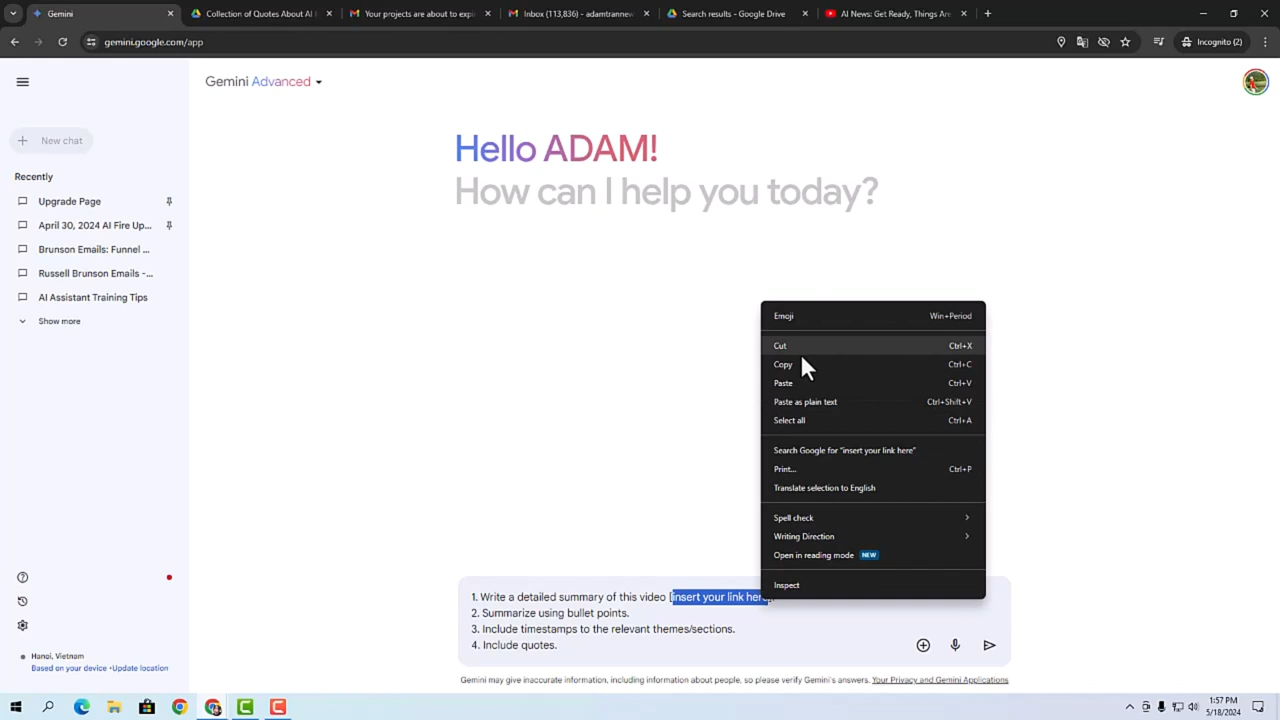 Gemini
Collection of Quotes About AI I
Your projects are about to exp
Inbox (113,836) - adamtrannew
Search results - Google Drive
AI News: Get Ready, Things Are
gemini.google.com/app
Incognito (2)
Gemini Advanced
New chat
Recently
Upgrade Page
April 30, 2024 AI Fire Up...
Brunson Emails: Funnel ...
Russell Brunson Emails -...
AI Assistant Training Tips
Show more
Hanoi, Vietnam
Based on your device •Update location
Hello ADAM!
How can I help you today?
Emoji Win+Period
Cut Ctrl+X
Copy Ctrl+C
Paste Ctrl+V
Paste as plain text Ctrl+Shift+V
Select all Ctrl+A
Search Google for "insert your link here"
Print... Ctrl+P
Translate selection to English
Spell check
Writing Direction
Open in reading mode NEW
Inspect
1. Write a detailed summary of this video [insert your link here]
2. Summarize using bullet points.
3. Include timestamps to the relevant themes/sections.
4. Include quotes.
Gemini may give inaccurate information, including information about people, so please verify Gemini's answers. Your Privacy and Gemini Applications
1:57 PM
5/18/2024